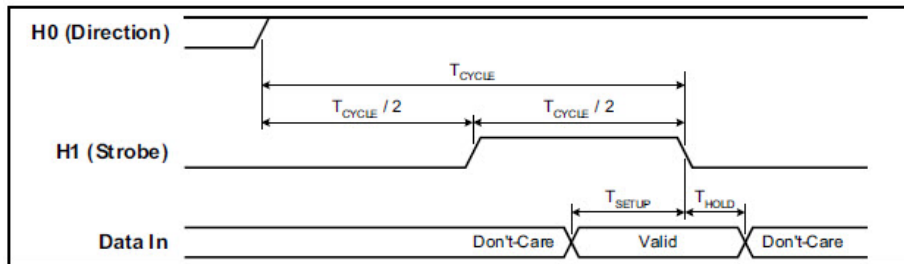 H0 (Direction)
TCYCLE
TCYCLE / 2 TCYCLE / 2
H1 (Strobe)
TSETUP THOLD
Data In Don't-Care Valid Don't-Care